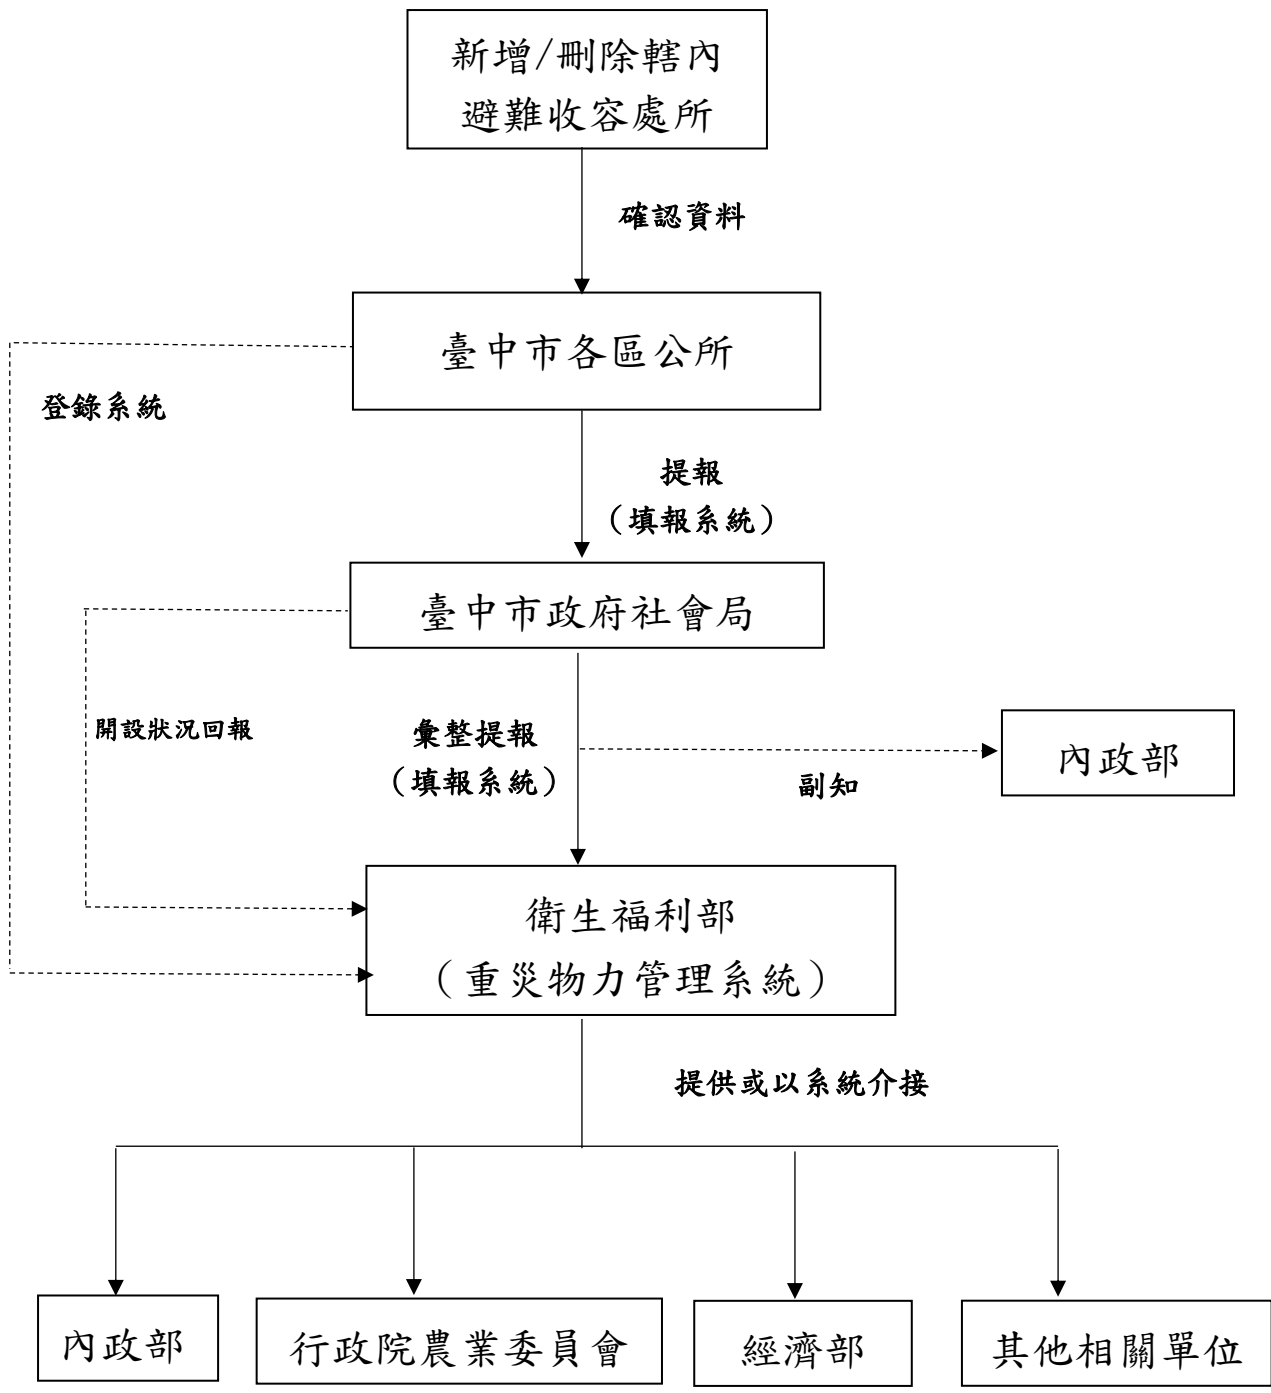 新增/刪除轄內
避難收容處所
確認資料
臺中市各區公所
登錄系統
提報
（填報系統）
臺中市政府社會局
開設狀況回報
彙整提報
（填報系統）
內政部
副知
衛生福利部
（重災物力管理系統）
提供或以系統介接
內政部
行政院農業委員會
經濟部
其他相關單位